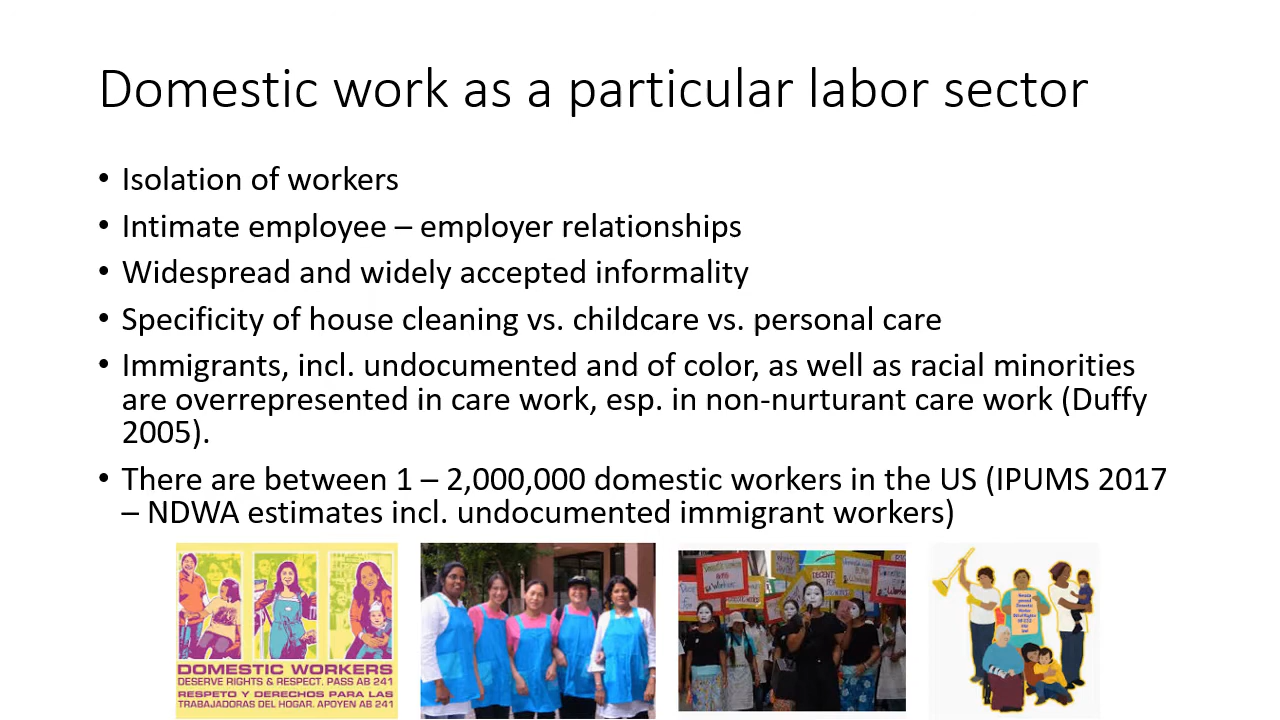 Domestic work as a particular labor sector
• Isolation of workers
• Intimate employee – employer relationships
• Widespread and widely accepted informality
• Specificity of house cleaning vs. childcare vs. personal care
• Immigrants, incl. undocumented and of color, as well as racial minorities
are overrepresented in care work, esp. in non-nurturant care work (Duffy
2005).
• There are between 1 – 2,000,000 domestic workers in the US (IPUMS 2017
– NDWA estimates incl. undocumented immigrant workers)
DOMESTIC WORKERS
DESERVE RIGHTS & RESPECT. PASS AB 241
RESPETO Y DERECHOS PARA LAS
TRABAJADORAS DEL HOGAR. APOYEN AB 241